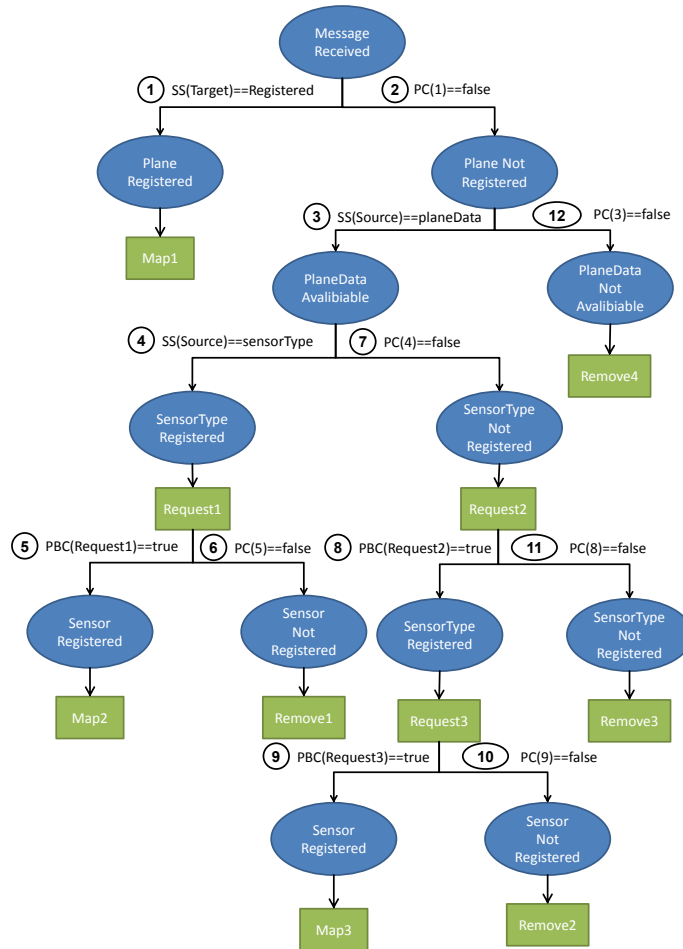 Message
Received
1 SS(Target)==Registered
2 PC(1)==false
Plane
Registered
Plane Not
Registered
3 SS(Source)==planeData
12 PC(3)==false
Map1
PlaneData
Avalibiable
PlaneData
Not
Avalibiable
4 SS(Source)==sensorType
7 PC(4)==false
Remove4
SensorType
Registered
SensorType
Not
Registered
Request1
Request2
5 PBC(Request1)==true
6 PC(5)==false
8 PBC(Request2)==true
11 PC(8)==false
Sensor
Registered
Sensor
Not
Registered
SensorType
Registered
SensorType
Not
Registered
Map2
Remove1
Request3
Remove3
9 PBC(Request3)==true
10 PC(9)==false
Sensor
Registered
Sensor
Not
Registered
Map3
Remove2